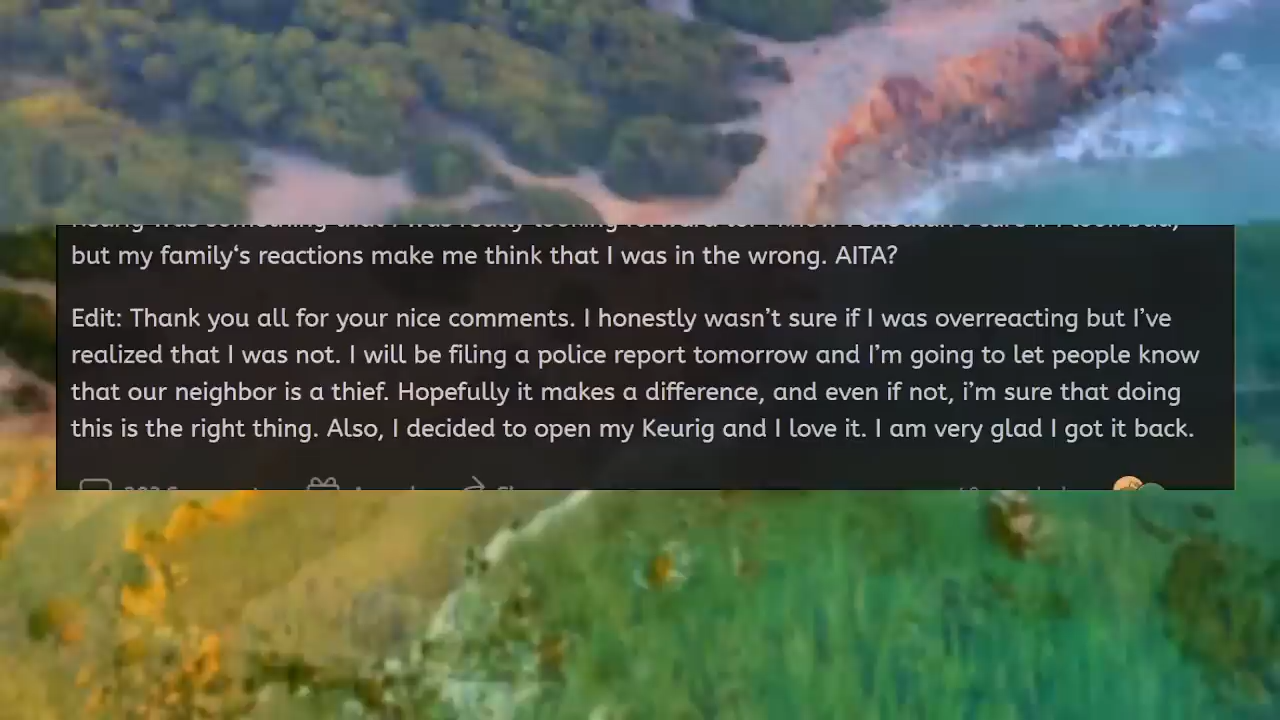 but my family‘s reactions make me think that I was in the wrong. AITA?
Edit: Thank you all for your nice comments. I honestly wasn’t sure if I was overreacting but I’ve
realized that I was not. I will be filing a police report tomorrow and I’m going to let people know
that our neighbor is a thief. Hopefully it makes a difference, and even if not, i’m sure that doing
this is the right thing. Also, I decided to open my Keurig and I love it. I am very glad I got it back.